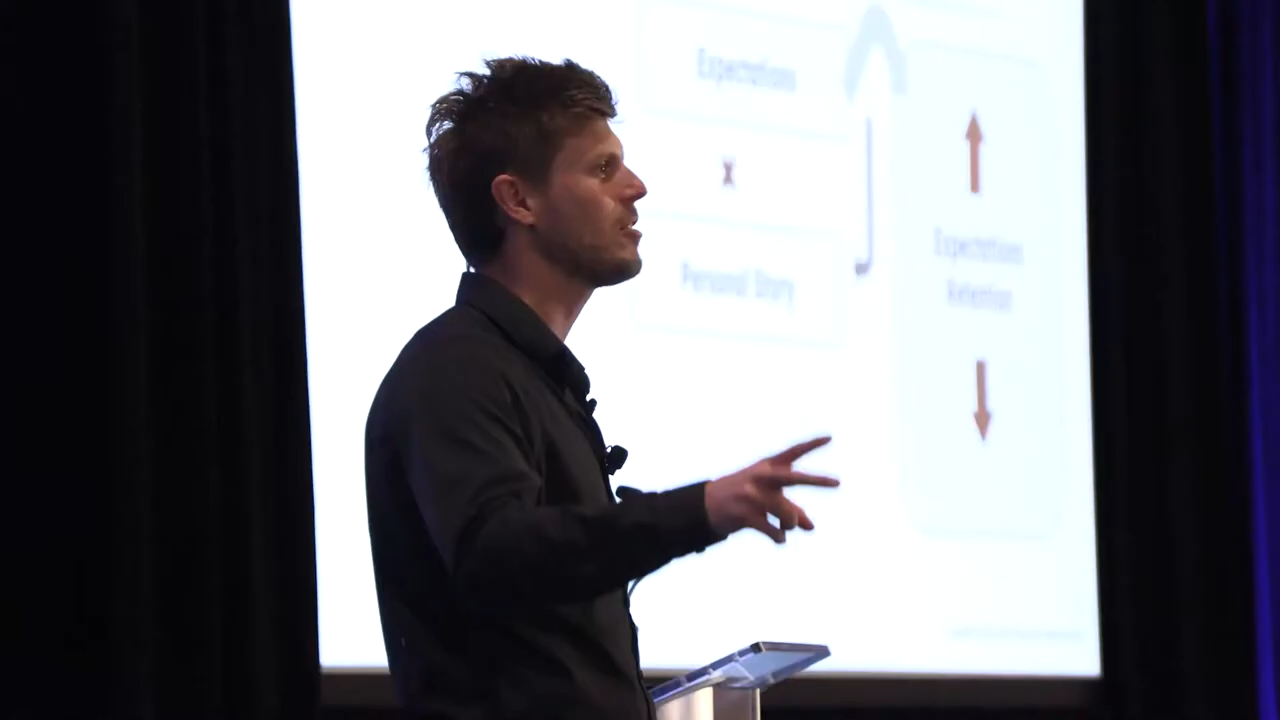 Expectations
x
Personal Story
Expectations
Retention